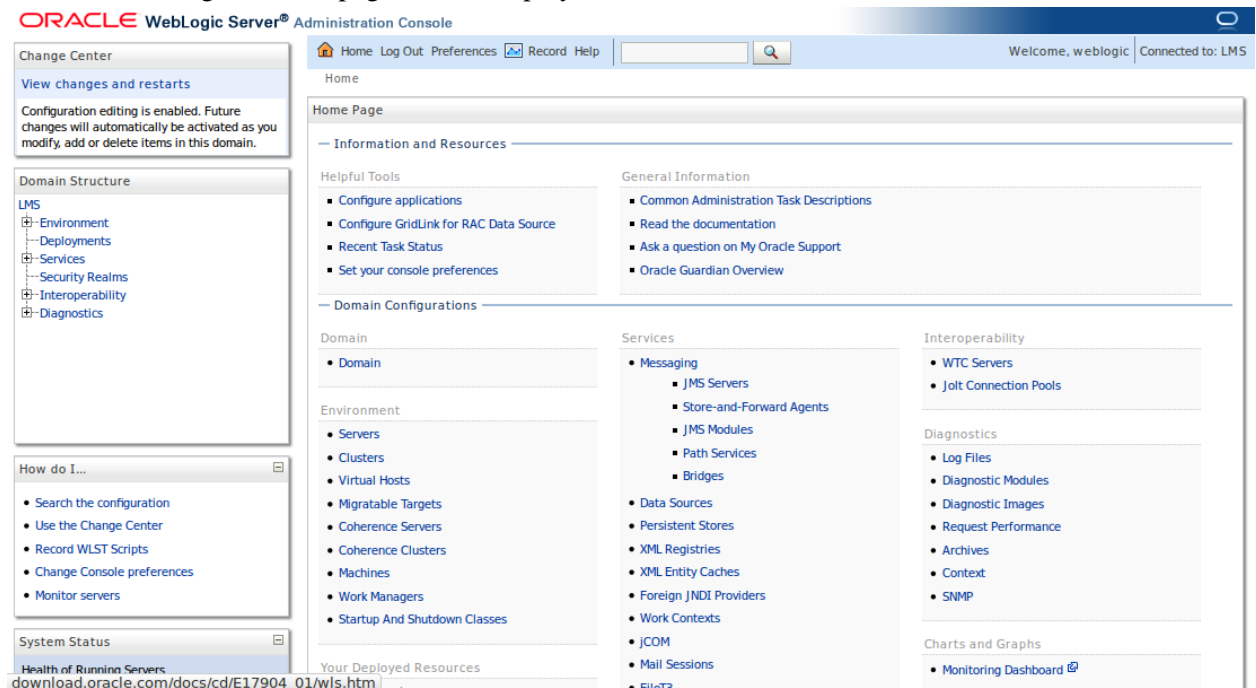 ORACLE WebLogic Server® Administration Console
Change Center
View changes and restarts
Configuration editing is enabled. Future
changes will automatically be activated as you
modify, add or delete items in this domain.
Domain Structure
LMS
Environment
Deployments
Services
Security Realms
Interoperability
Diagnostics
How do I...
Search the configuration
Use the Change Center
Record WLST Scripts
Change Console preferences
Monitor servers
System Status
Health of Running Servers
download.oracle.com/docs/cd/E17904_01/wls.htm
Home Log Out Preferences Record Help
Welcome, weblogic Connected to: LMS
Home
Home Page
Information and Resources
Helpful Tools
Configure applications
Configure GridLink for RAC Data Source
Recent Task Status
Set your console preferences
General Information
Common Administration Task Descriptions
Read the documentation
Ask a question on My Oracle Support
Oracle Guardian Overview
Domain Configurations
Domain
Domain
Environment
Servers
Clusters
Virtual Hosts
Migratable Targets
Coherence Servers
Coherence Clusters
Machines
Work Managers
Startup And Shutdown Classes
Your Deployed Resources
Services
Messaging
JMS Servers
Store-and-Forward Agents
JMS Modules
Path Services
Bridges
Data Sources
Persistent Stores
XML Registries
XML Entity Caches
Foreign JNDI Providers
Work Contexts
jCOM
Mail Sessions
FileT3
Interoperability
WTC Servers
Jolt Connection Pools
Diagnostics
Log Files
Diagnostic Modules
Diagnostic Images
Request Performance
Archives
Context
SNMP
Charts and Graphs
Monitoring Dashboard